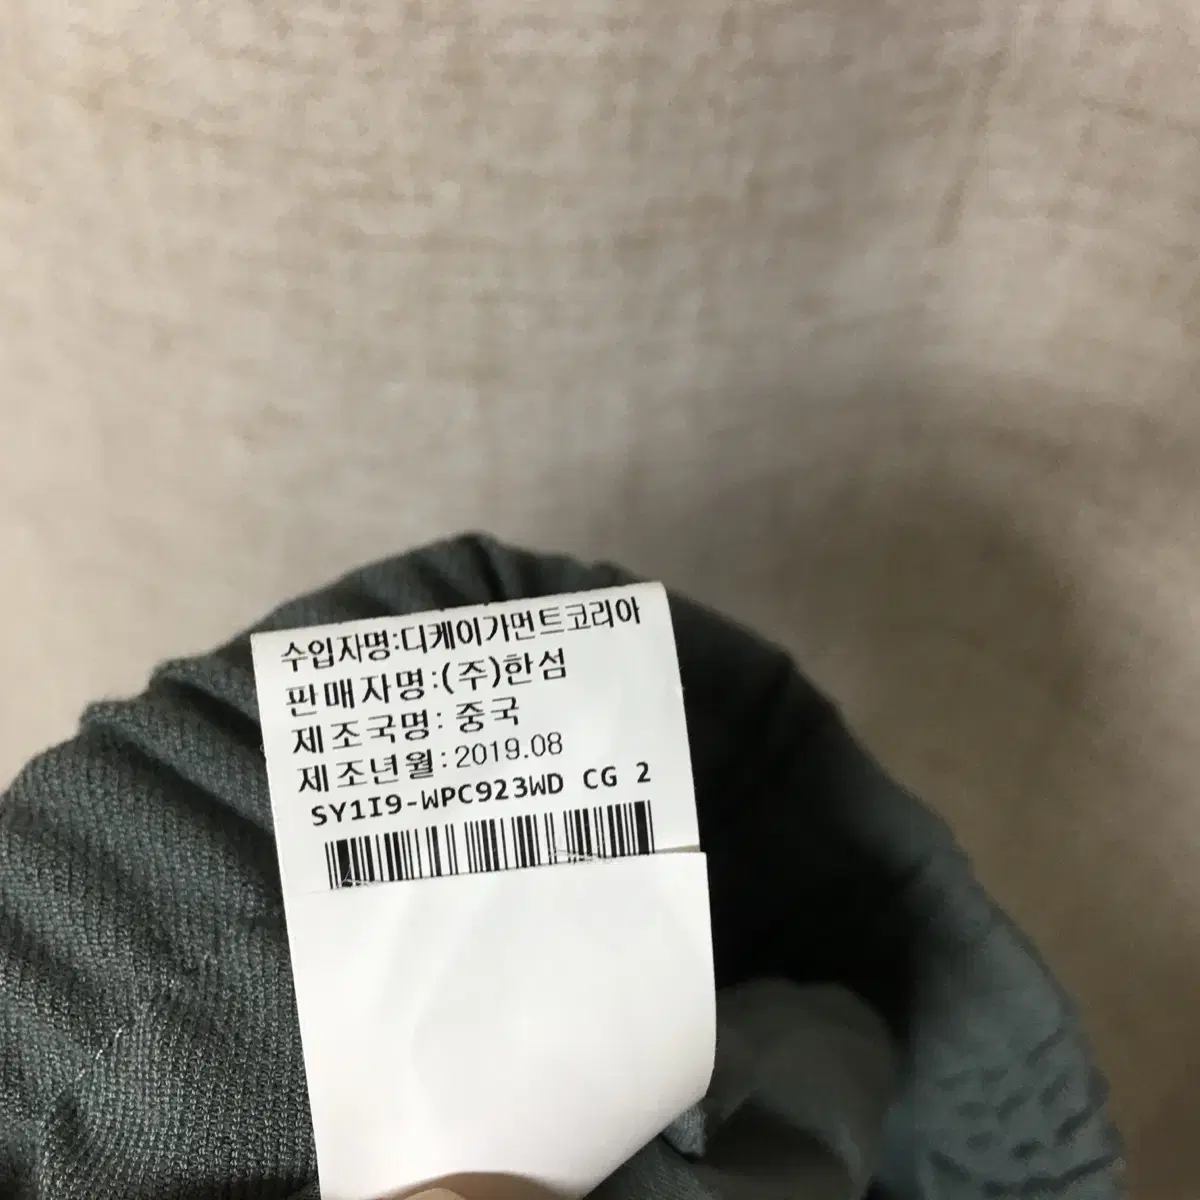 수입자명:디케이가먼트코리아
판매자명:(주)한섬
제조국명: 중국
제조년월:2019.08
SY1I9-WPC923WD CG 2